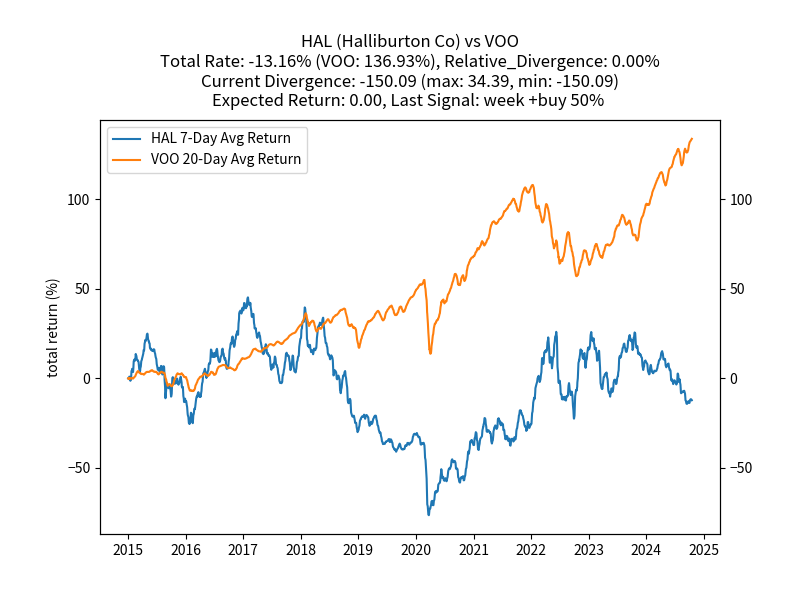 HAL (Halliburton Co) vs VOO
Total Rate: -13.16% (VOO: 136.93%), Relative_Divergence: 0.00%
Current Divergence: -150.09 (max: 34.39, min: -150.09)
Expected Return: 0.00, Last Signal: week +buy 50%
HAL 7-Day Avg Return
VOO 20-Day Avg Return
total return (%)
100
50
0
−50
100
50
0
−50
2015 2016 2017 2018 2019 2020 2021 2022 2023 2024 2025